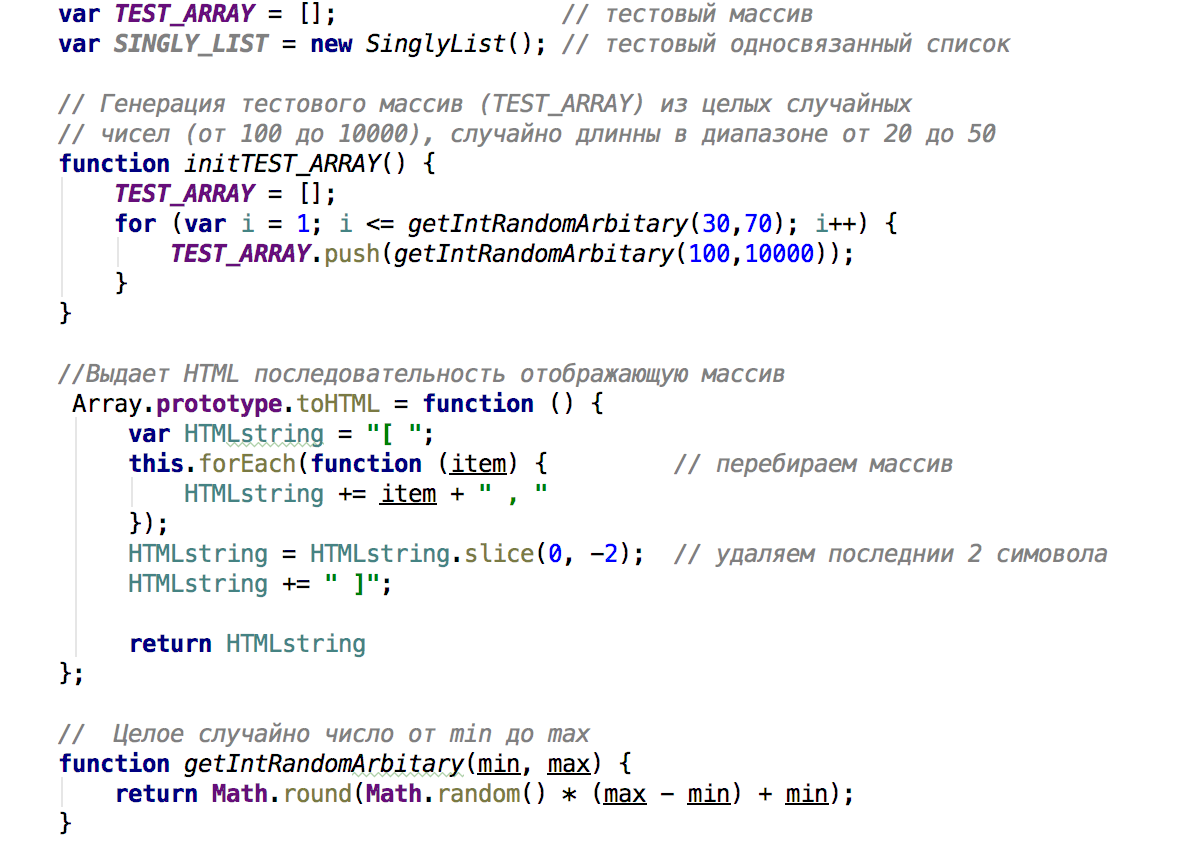 var TEST_ARRAY = [];                // тестовый массив
var SINGLY_LIST = new SinglyList(); // тестовый односвязанный список
// Генерация тестового массив (TEST_ARRAY) из целых случайных
// чисел (от 100 до 10000), случайно длинны в диапазоне от 20 до 50
function initTEST_ARRAY() {
    TEST_ARRAY = [];
    for (var i = 1; i <= getIntRandomArbitary(30,70); i++) {
        TEST_ARRAY.push(getIntRandomArbitary(100,10000));
    }
}
//Выдает HTML последовательность отображающую массив
 Array.prototype.toHTML = function () {
     var HTMLstring = "[ ";
     this.forEach(function (item) {         // перебираем массив
         HTMLstring += item + " , "
     });
     HTMLstring = HTMLstring.slice(0, -2);  // удаляем последнии 2 симовола
     HTMLstring += " ]";
     return HTMLstring
};
//  Целое случайно число от min до max
function getIntRandomArbitary(min, max) {
    return Math.round(Math.random() * (max - min) + min);
}